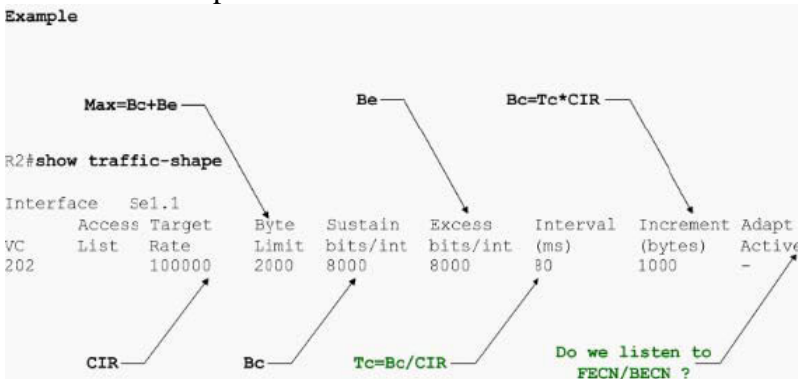 Example
Max=Bc+Be Be Bc=Tc*CIR
R2#show traffic-shape
Interface Se1.1
Access Target Byte Sustain Excess Interval Increment Adapt
VC List Rate Limit bits/int bits/int (ms) (bytes) Active
202 100000 2000 8000 8000 80 1000 -
CIR Bc Tc=Bc/CIR Do we listen to
FECN/BECN ?